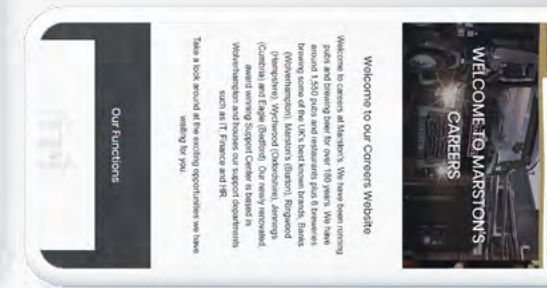 WELCOME TO MARSTON'S
CAREERS
Welcome to our Careers Website
Welcome to careers at Marston's. We have been running
pubs and brewing beer for over 180 years. We have
around 1,550 pubs and restaurants plus 6 breweries
brewing some of the UK's best known brands, Banks
(Wolverhampton), Marston's (Burton), Ringwood
(Hampshire), Wychwood (Oxfordshire), Jennings
(Cumbria) and Eagle (Bedford). Our newly renovated,
award winning Support Center is based in
Wolverhampton and houses our support departments
such as IT, Finance and HR.
Take a look around at the exciting opportunities we have
waiting for you.
Our Functions